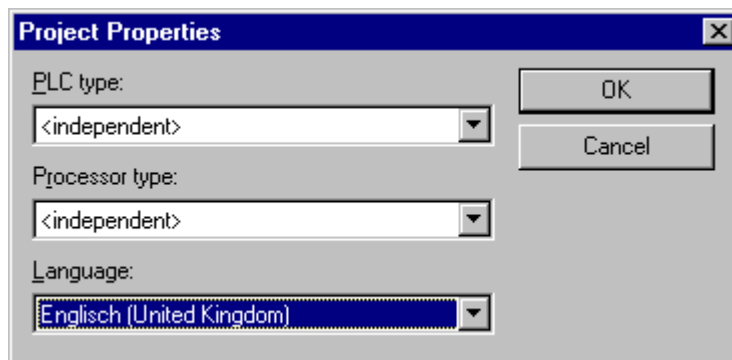 Project Properties
PLC type:
<independent>
Processor type:
<independent>
Language:
Englisch (United Kingdom)
OK
Cancel